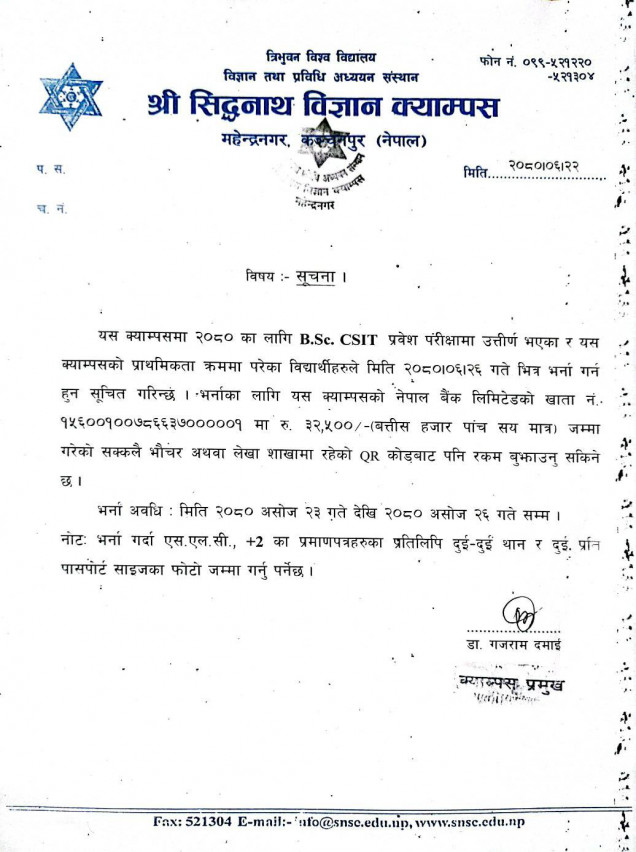 त्रिभुवन विश्व विद्यालय
विज्ञान तथा प्रविधि अध्ययन संस्थान
फोन नं. ०९९-५२१२२०
-५२१३०४
श्री सिद्धनाथ विज्ञान क्याम्पस
महेन्द्रनगर, कञ्चनपुर (नेपाल)
प. स.
मिति २०८०।०६।२२
च. नं.
महेन्द्रनगर
विषय :- सूचना ।
यस क्याम्पसमा २०८० का लागि B.Sc. CSIT प्रवेश परीक्षामा उत्तीर्ण भएका र यस
क्याम्पसको प्राथमिकता क्रममा परेका विद्यार्थीहरुले मिति २०८०।०६।२६ गते भित्र भर्ना गर्न
हुन सूचित गरिन्छ । भर्नाका लागि यस क्याम्पसको नेपाल बैंक लिमिटेडको खाता नं.
१५६००१००७८६६३७०००००१ मा रु. ३२,५००/-(बत्तीस हजार पांच सय मात्र) जम्मा
गरेको सक्कलै भौचर अथवा लेखा शाखामा रहेको QR कोडबाट पनि रकम बुझाउनु सकिने
छ ।
भर्ना अवधि : मिति २०८० असोज २३ गते देखि २०८० असोज २६ गते सम्म ।
नोटः भर्ना गर्दा एस.एल.सी., +2 का प्रमाणपत्रहरुका प्रतिलिपि दुई-दुई थान र दुई प्रति
पासपोर्ट साइजका फोटो जम्मा गर्नु पर्नेछ ।
डा. गजराम दमाई
क्याम्पस प्रमुख
Fax: 521304 E-mail:- info@snsc.edu.np, www.snsc.edu.np